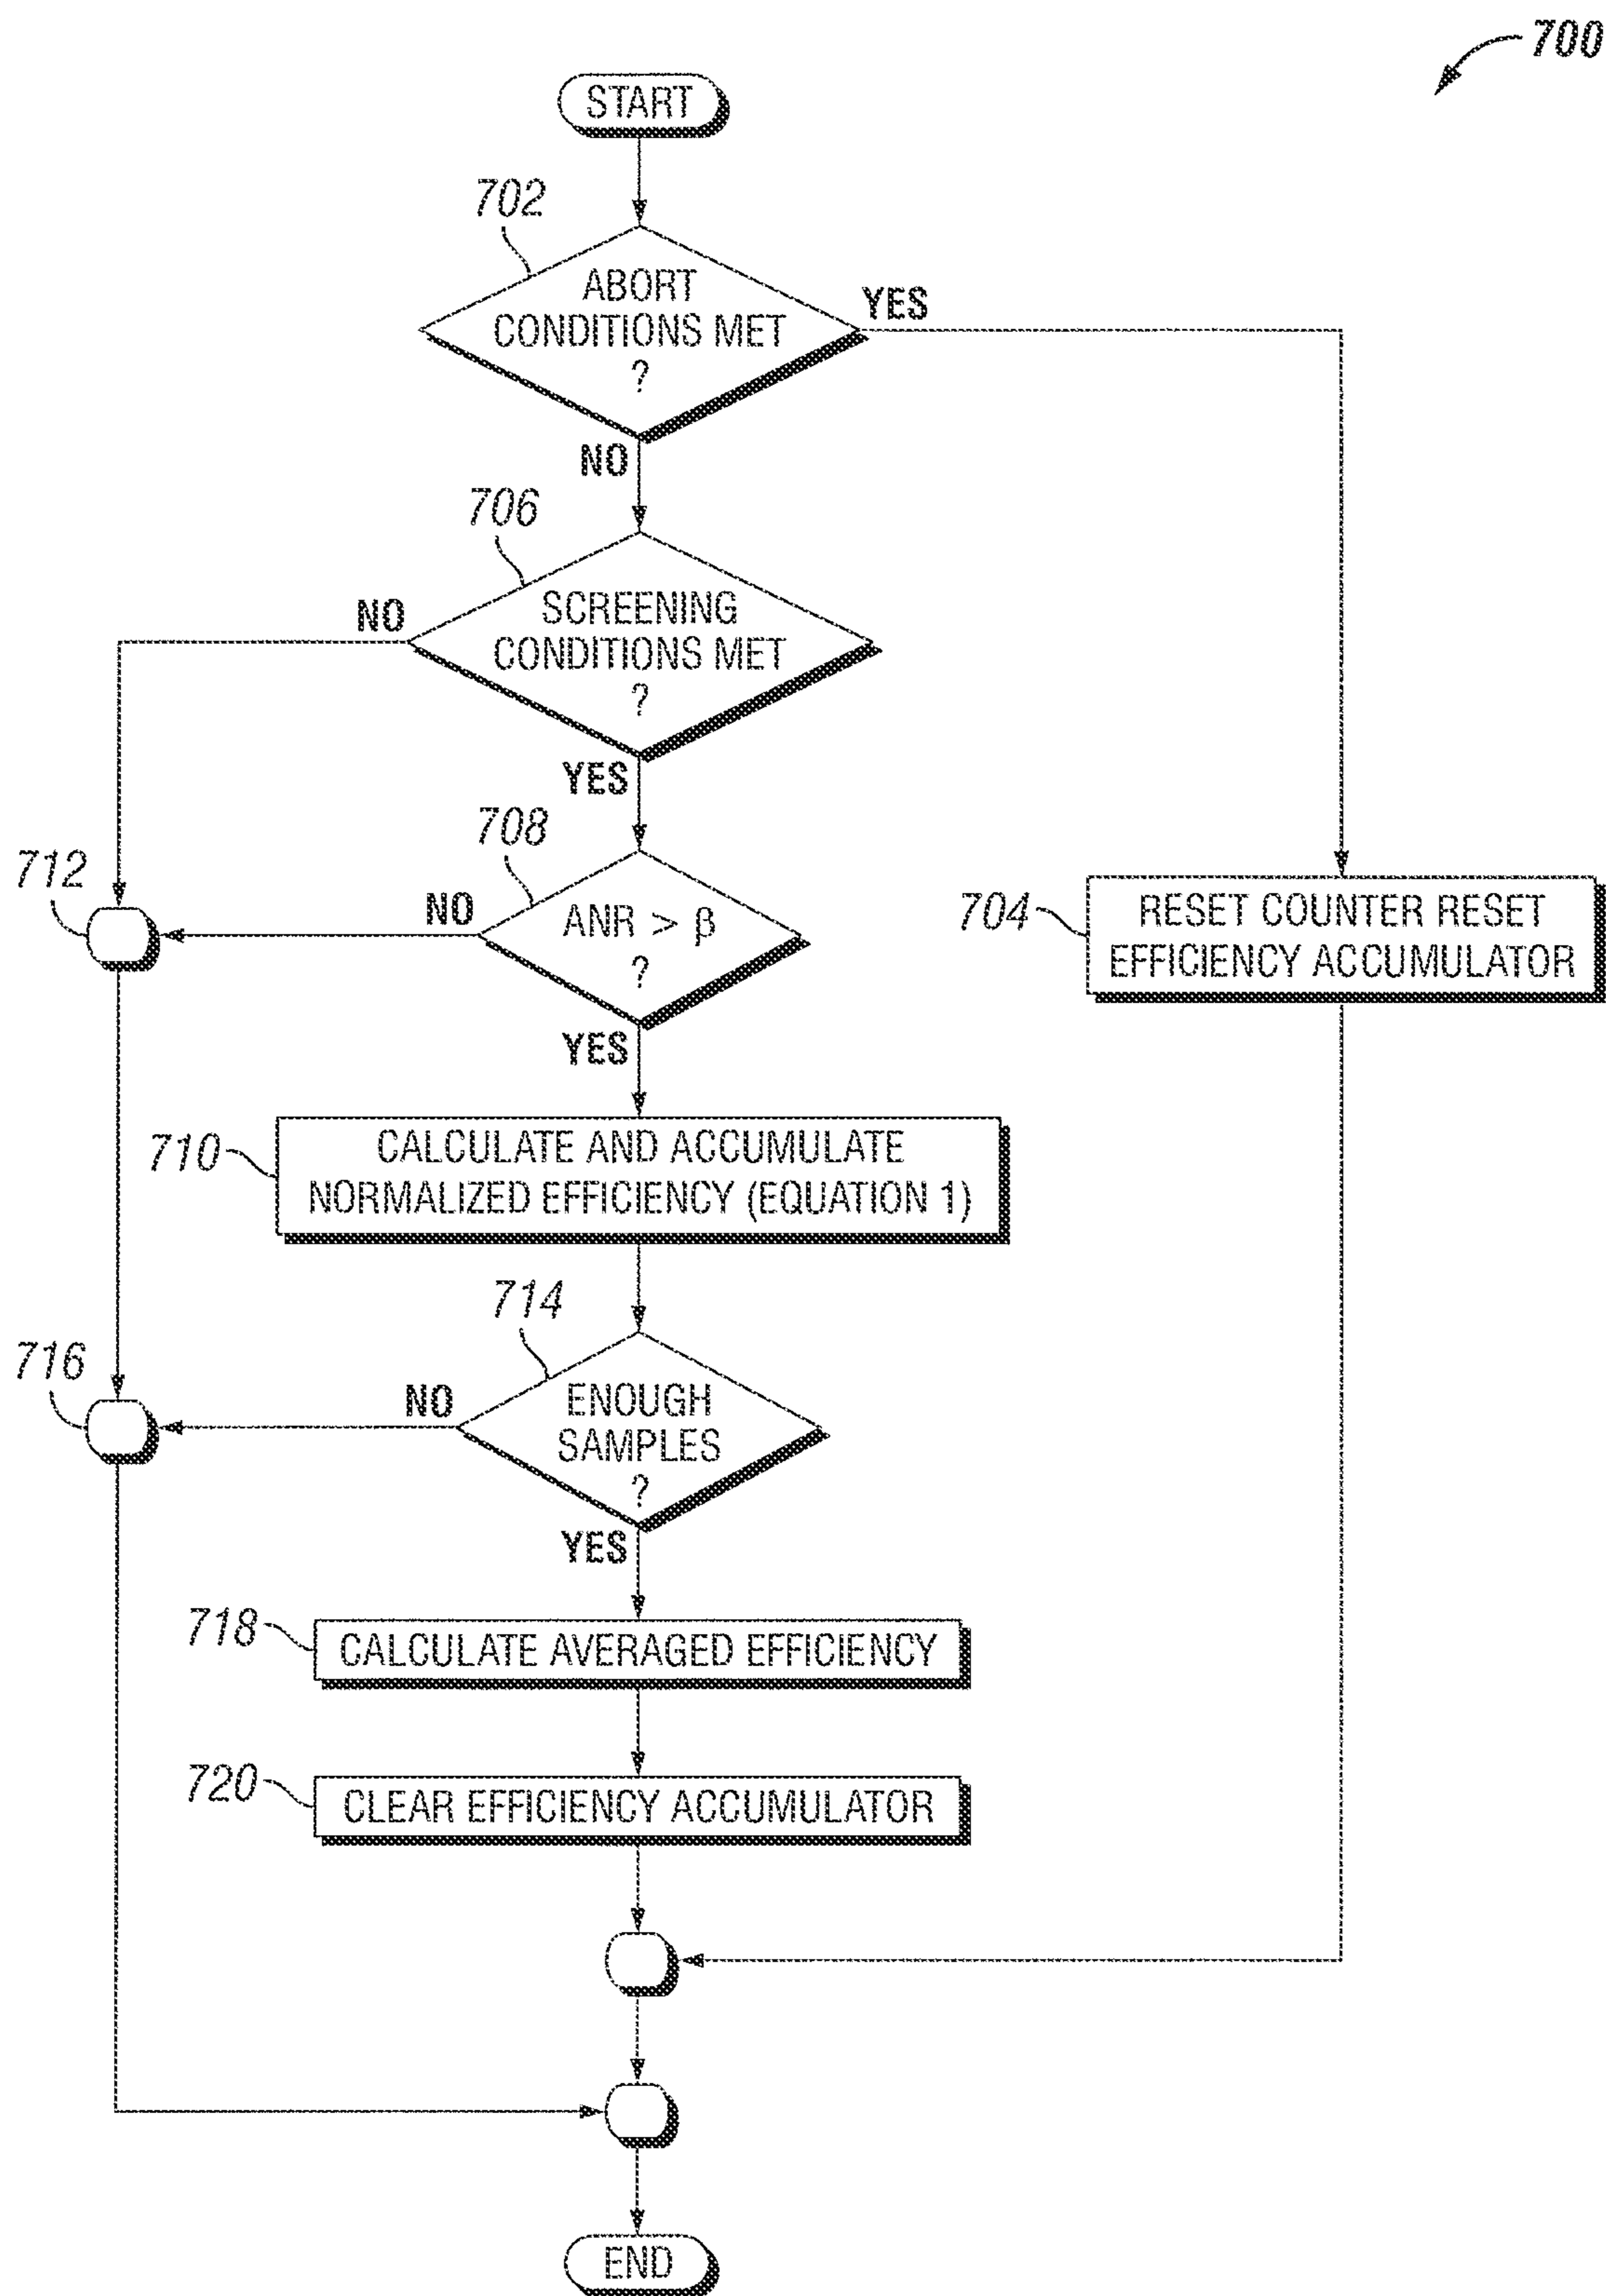 700
START
702
ABORT
CONDITIONS MET
?
YES
NO
706
SCREENING
CONDITIONS MET
?
NO
YES
708
ANR > β
?
NO
712
704
RESET COUNTER RESET
EFFICIENCY ACCUMULATOR
YES
710
CALCULATE AND ACCUMULATE
NORMALIZED EFFICIENCY (EQUATION 1)
714
ENOUGH
SAMPLES
?
NO
716
YES
718
CALCULATE AVERAGED EFFICIENCY
720
CLEAR EFFICIENCY ACCUMULATOR
END